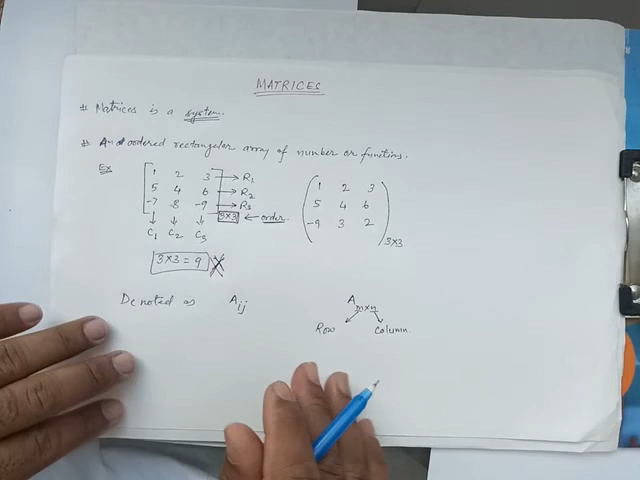 MATRICES
* Matrices is a system.
* An ordered rectangular array of number or functions.
Ex
1 2 3 → R1
5 4 6 → R2
-7 -8 -9 → R3
3×3 ← order
↓ ↓ ↓
C1 C2 C3
1 2 3
5 4 6
-9 3 2
3×3
3×3 = 9
Denoted as Aij
Am×n
Row Column.